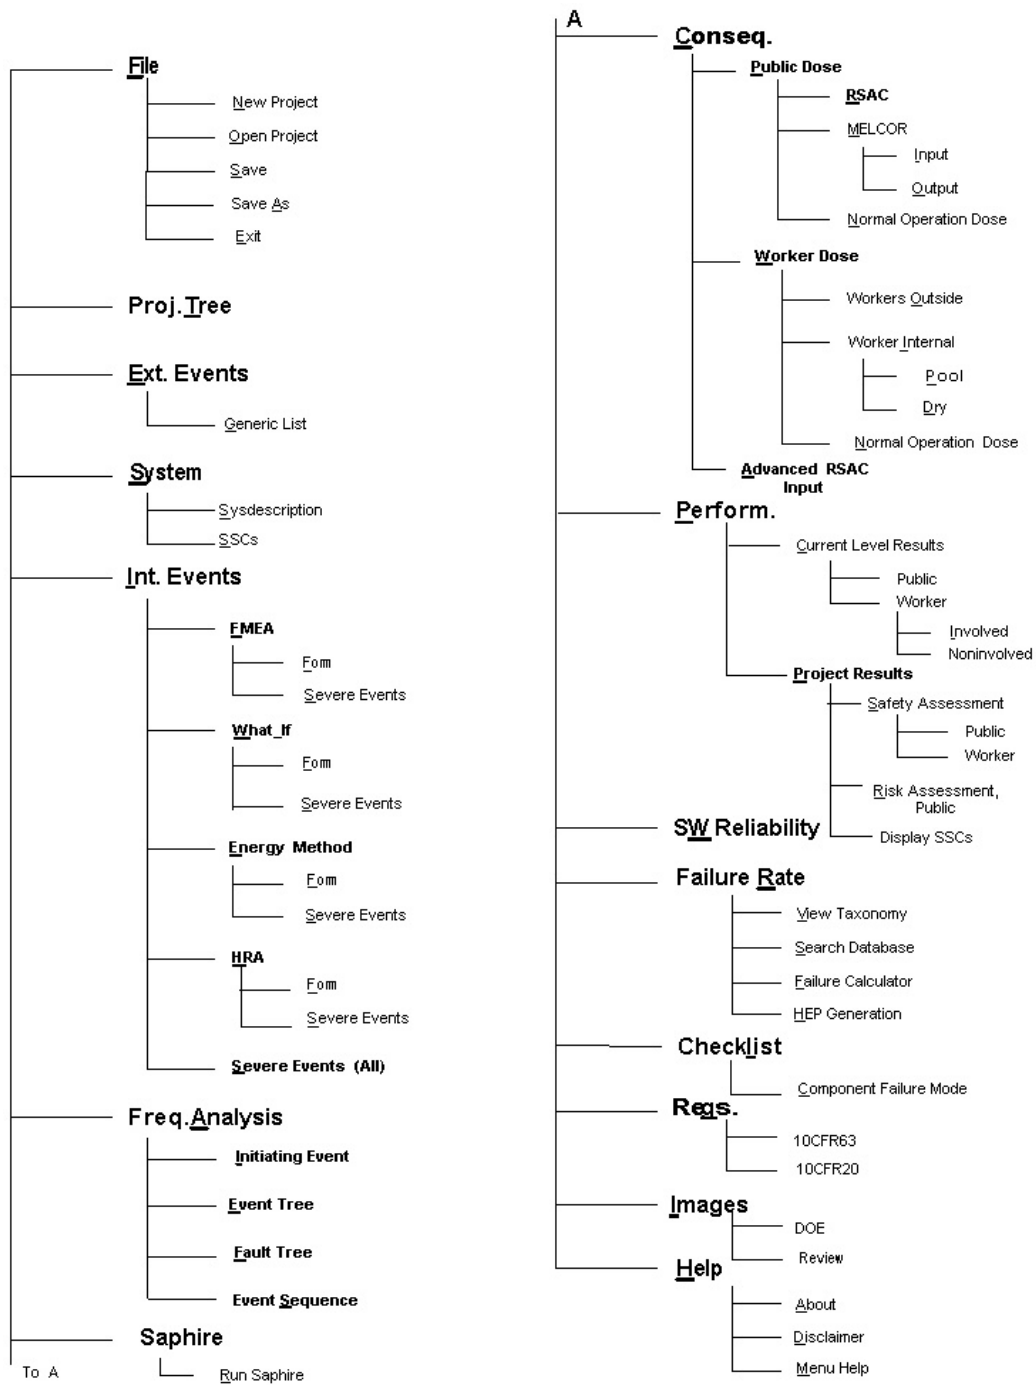 File
New Project
Open Project
Save
Save As
Exit
Proj. Tree
Ext. Events
Generic List
System
Sysdescription
SSCs
Int. Events
FMEA
Form
Severe Events
What_If
Form
Severe Events
Energy Method
Form
Severe Events
HRA
Form
Severe Events
Severe Events (All)
Freq. Analysis
Initiating Event
Event Tree
Fault Tree
Event Sequence
Saphire
Run Saphire
To A
A
Conseq.
Public Dose
RSAC
MELCOR
Input
Output
Normal Operation Dose
Worker Dose
Workers Outside
Worker Internal
Pool
Dry
Normal Operation Dose
Advanced RSAC
Input
Perform.
Current Level Results
Public
Worker
Involved
Noninvolved
Project Results
Safety Assessment
Public
Worker
Risk Assessment,
Public
Display SSCs
SW Reliability
Failure Rate
View Taxonomy
Search Database
Failure Calculator
HEP Generation
Checklist
Component Failure Mode
Regs.
10CFR63
10CFR20
Images
DOE
Review
Help
About
Disclaimer
Menu Help